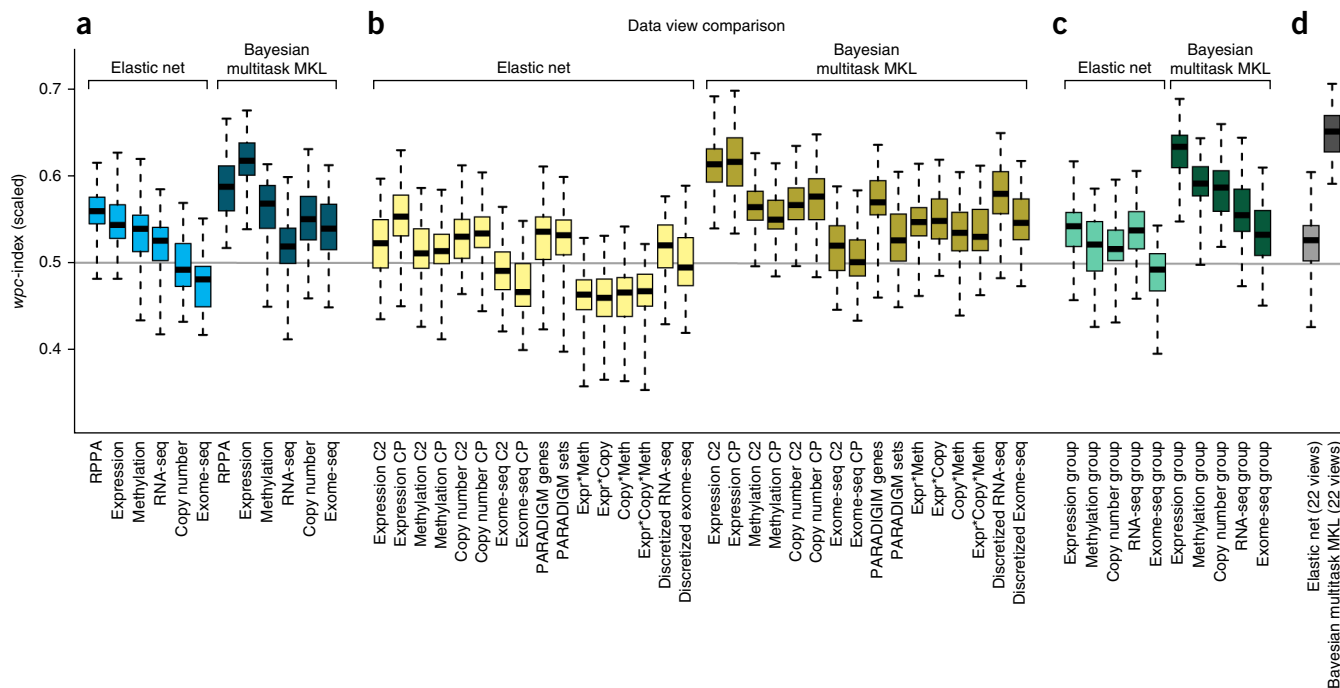 a
b
Data view comparison
c
d
Elastic net
Bayesian
multitask MKL
Elastic net
Bayesian
multitask MKL
Elastic net
Bayesian
multitask MKL
wpc-index (scaled)
0.7
0.6
0.5
0.4
RPPA
Expression
Methylation
RNA-seq
Copy number
Exome-seq
RPPA
Expression
Methylation
RNA-seq
Copy number
Exome-seq
Expression C2
Expression CP
Methylation C2
Methylation CP
Copy number C2
Copy number CP
Exome-seq C2
Exome-seq CP
PARADIGM genes
PARADIGM sets
Expr*Meth
Expr*Copy
Copy*Meth
Expr*Copy*Meth
Discretized RNA-seq
Discretized exome-seq
Expression C2
Expression CP
Methylation C2
Methylation CP
Copy number C2
Copy number CP
Exome-seq C2
Exome-seq CP
PARADIGM genes
PARADIGM sets
Expr*Meth
Expr*Copy
Copy*Meth
Expr*Copy*Meth
Discretized RNA-seq
Discretized Exome-seq
Expression group
Methylation group
Copy number group
RNA-seq group
Exome-seq group
Expression group
Methylation group
Copy number group
RNA-seq group
Exome-seq group
Elastic net (22 views)
Bayesian multitask MKL (22 views)